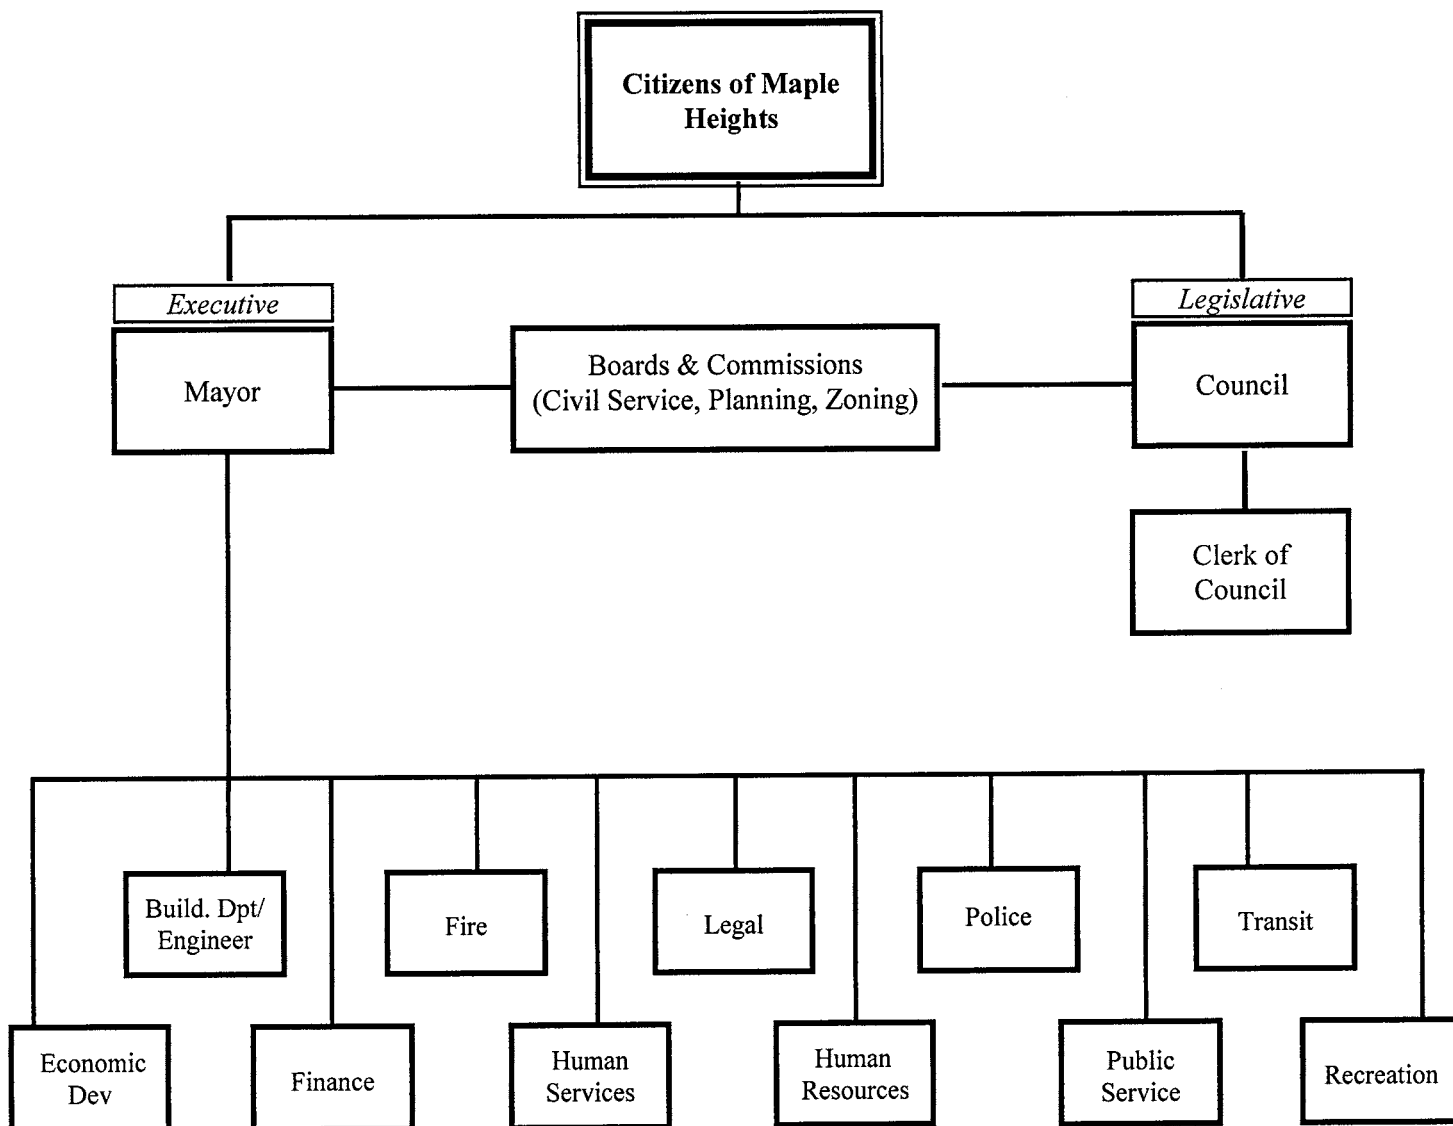 Citizens of Maple
Heights
Executive
Legislative
Mayor
Boards & Commissions
(Civil Service, Planning, Zoning)
Council
Clerk of
Council
Build. Dpt/
Engineer
Fire
Legal
Police
Transit
Economic
Dev
Finance
Human
Services
Human
Resources
Public
Service
Recreation